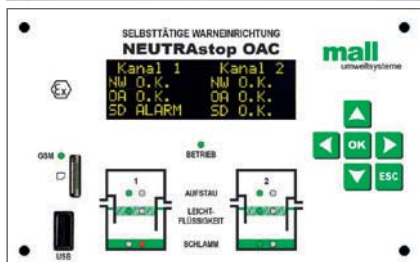 SELBSTTÄTIGE WARNEINRICHTUNG
NEUTRAstop OAC
mall
umweltsysteme
Kanal 1 Kanal 2
NW O.K. NW O.K.
OA O.K. OA O.K.
SD ALARM SD O.K.
Ex
GSM
BETRIEB
OK
ESC
1
2
AUFSTAU
LEICHT-
FLÜSSIGKEIT
SCHLAMM
USB